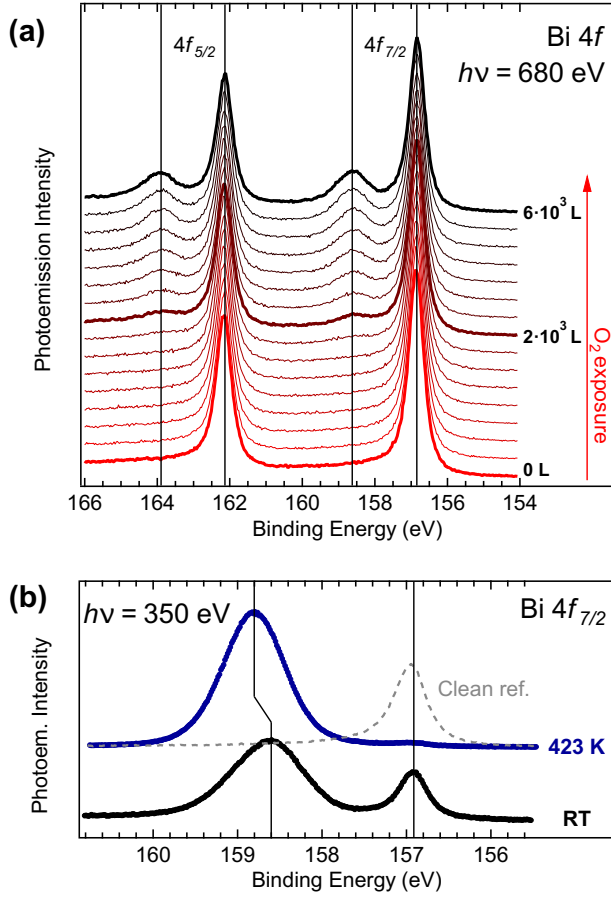 (a)
4f5/2
4f7/2
Bi 4f
hν = 680 eV
Photoemission Intensity
6·10³ L
2·10³ L
0 L
O₂ exposure
166 164 162 160 158 156 154
Binding Energy (eV)
(b)
hν = 350 eV
Bi 4f7/2
Clean ref.
423 K
RT
Photoem. Intensity
160 159 158 157 156
Binding Energy (eV)